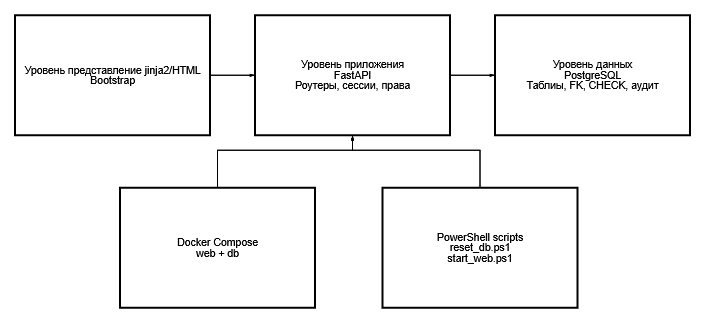 Уровень представление jinja2/HTML
Bootstrap
Уровень приложения
FastAPI
Роутеры, сессии, права
Уровень данных
PostgreSQL
Таблиы, FK, CHECK, аудит
Docker Compose
web + db
PowerShell scripts
reset_db.ps1
start_web.ps1